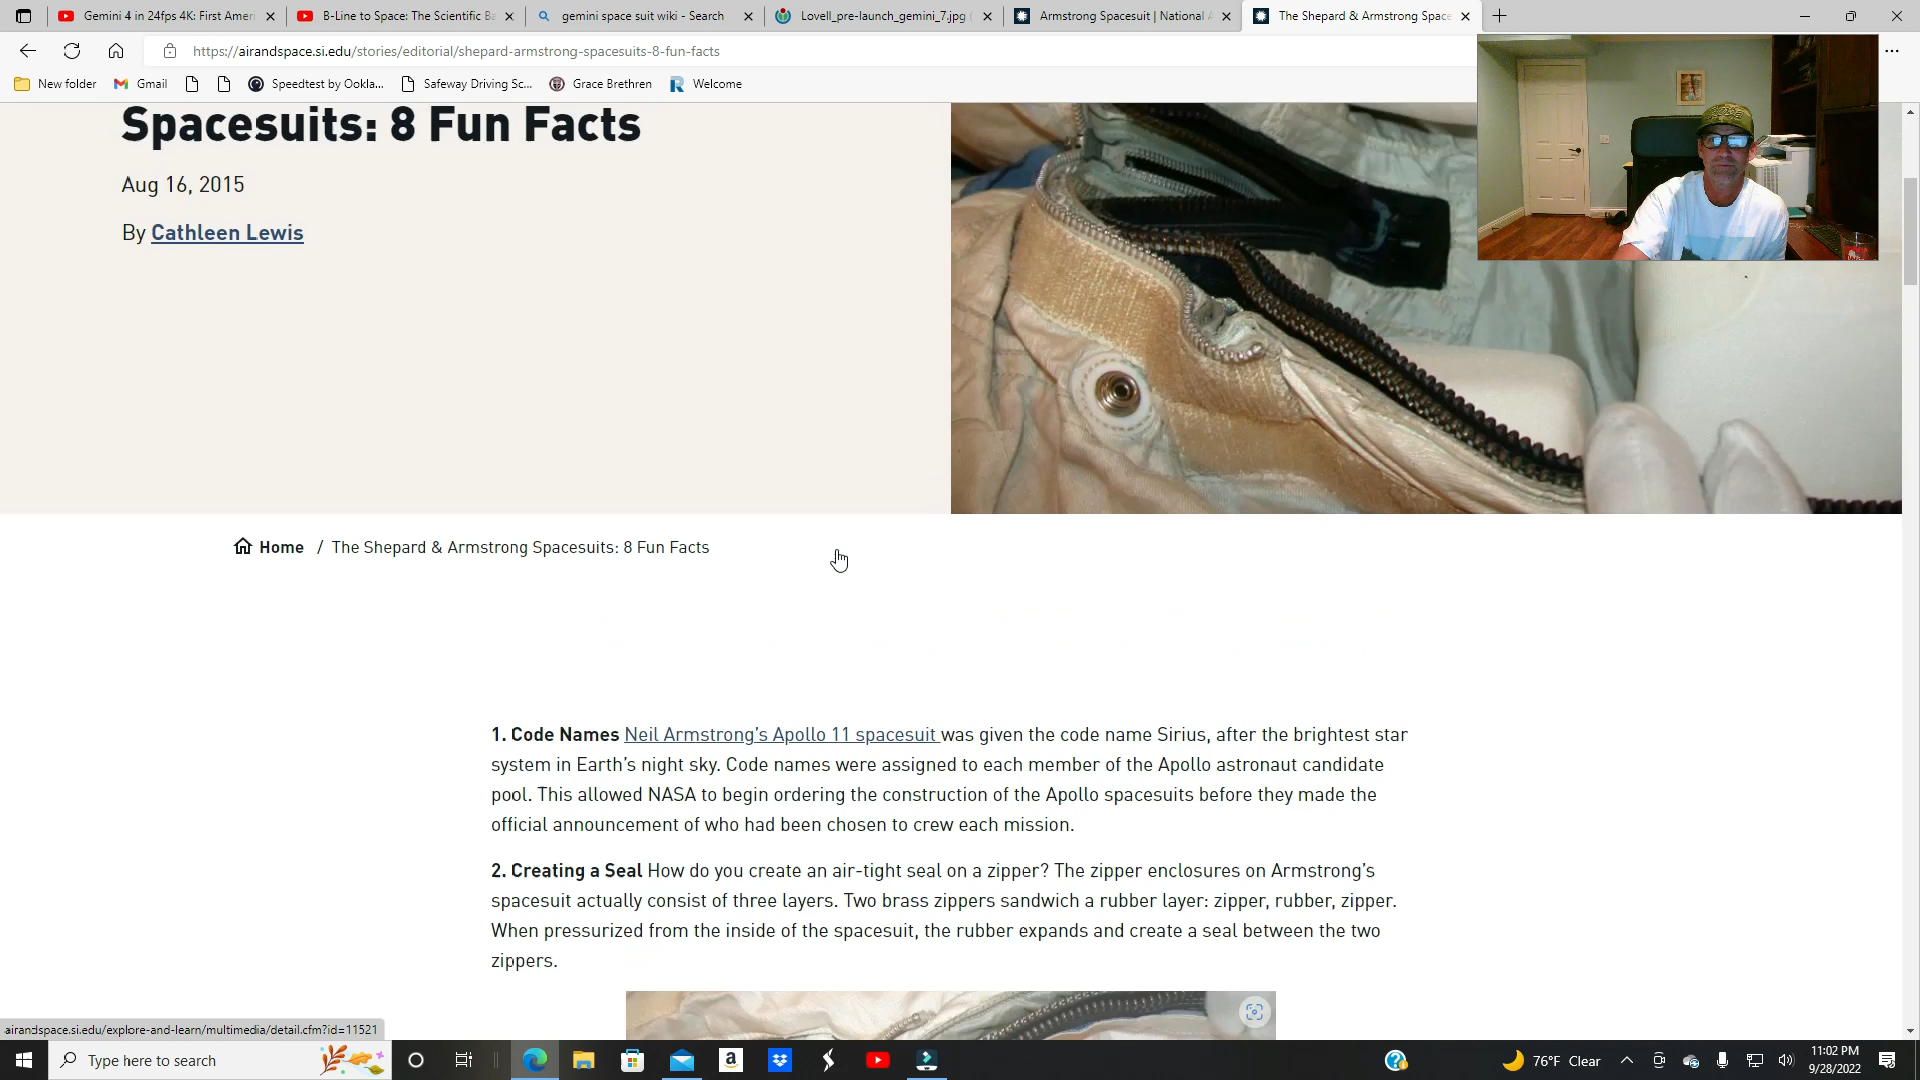 Gemini 4 in 24fps 4K: First Amer
B-Line to Space: The Scientific Ba
gemini space suit wiki - Search
Lovell_pre-launch_gemini_7.jpg (
Armstrong Spacesuit | National A
The Shepard & Armstrong Space
https://airandspace.si.edu/stories/editorial/shepard-armstrong-spacesuits-8-fun-facts
New folder
Gmail
Speedtest by Ookla...
Safeway Driving Sc...
Grace Brethren
Welcome
Spacesuits: 8 Fun Facts
Aug 16, 2015
By Cathleen Lewis
Home / The Shepard & Armstrong Spacesuits: 8 Fun Facts
1. Code Names Neil Armstrong's Apollo 11 spacesuit was given the code name Sirius, after the brightest star
system in Earth's night sky. Code names were assigned to each member of the Apollo astronaut candidate
pool. This allowed NASA to begin ordering the construction of the Apollo spacesuits before they made the
official announcement of who had been chosen to crew each mission.
2. Creating a Seal How do you create an air-tight seal on a zipper? The zipper enclosures on Armstrong's
spacesuit actually consist of three layers. Two brass zippers sandwich a rubber layer: zipper, rubber, zipper.
When pressurized from the inside of the spacesuit, the rubber expands and create a seal between the two
zippers.
airandspace.si.edu/explore-and-learn/multimedia/detail.cfm?id=11521
Type here to search
76°F Clear
11:02 PM
9/28/2022